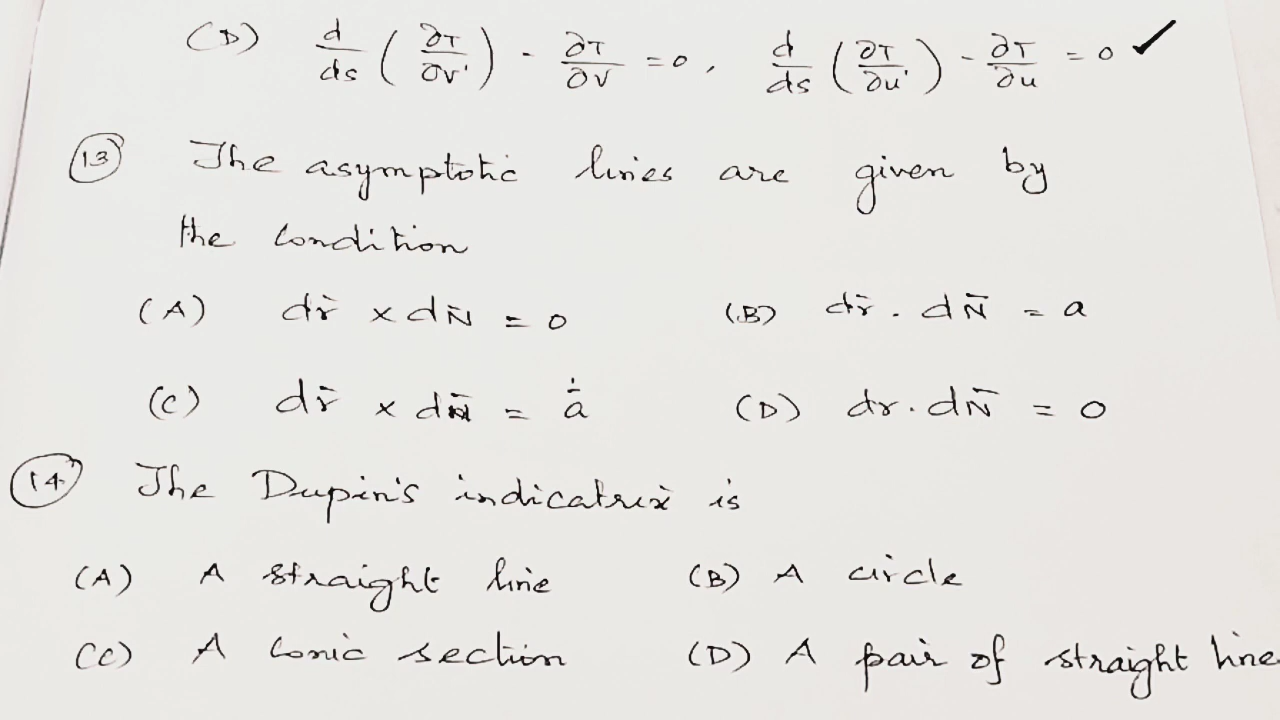 (D) d/ds (∂T/∂v') - ∂T/∂v = 0, d/ds (∂T/∂u') - ∂T/∂u = 0 ✓
(13) The asymptotic lines are given by
the condition
(A) dr̄ × dN̄ = 0 (B) dr̄ . dN̄ = a
(C) dr̄ × dN̄ = a (D) dr . dN̄ = 0
(14) The Dupin's indicatrix is
(A) A straight line (B) A circle
(C) A conic section (D) A pair of straight line